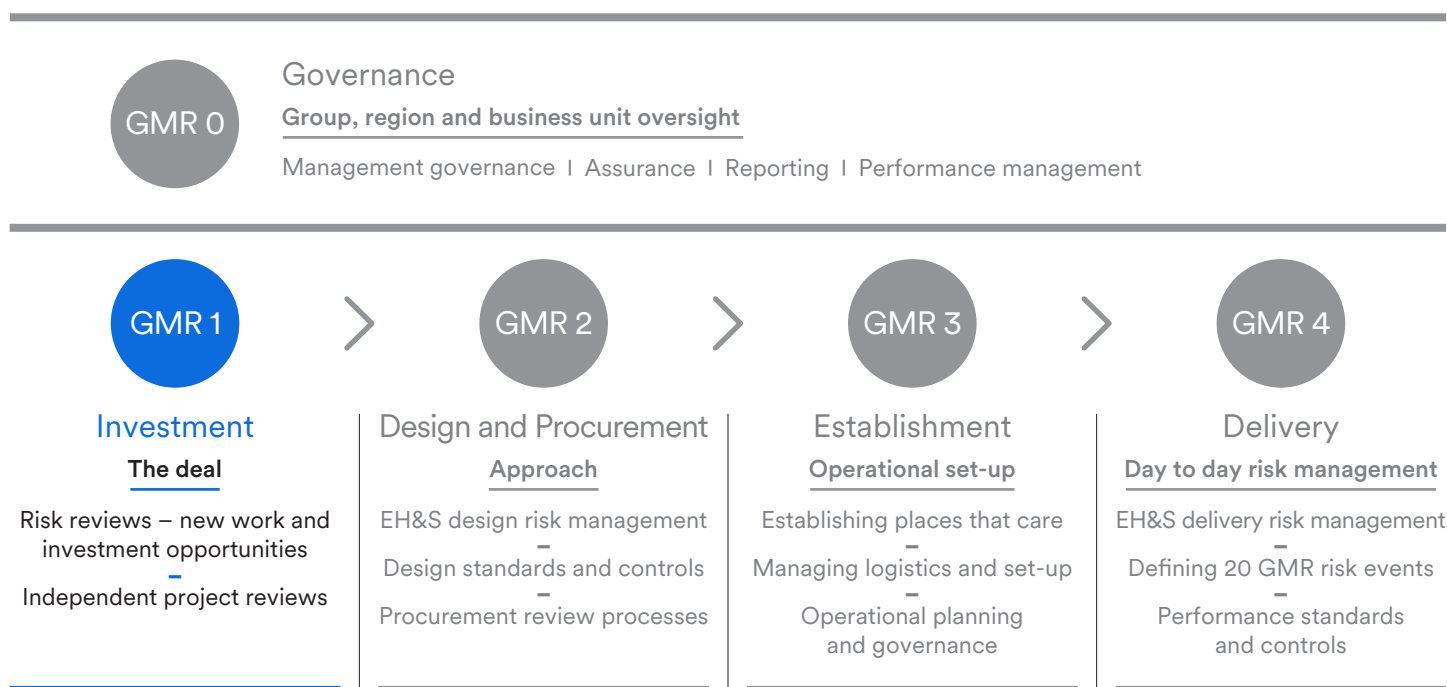 GMR 0
Governance
Group, region and business unit oversight
Management governance I Assurance I Reporting I Performance management
GMR 1
GMR 2
GMR 3
GMR 4
Investment
The deal
Risk reviews – new work and
investment opportunities
–
Independent project reviews
Design and Procurement
Approach
EH&S design risk management
–
Design standards and controls
–
Procurement review processes
Establishment
Operational set-up
Establishing places that care
–
Managing logistics and set-up
–
Operational planning
and governance
Delivery
Day to day risk management
EH&S delivery risk management
–
Defining 20 GMR risk events
–
Performance standards
and controls